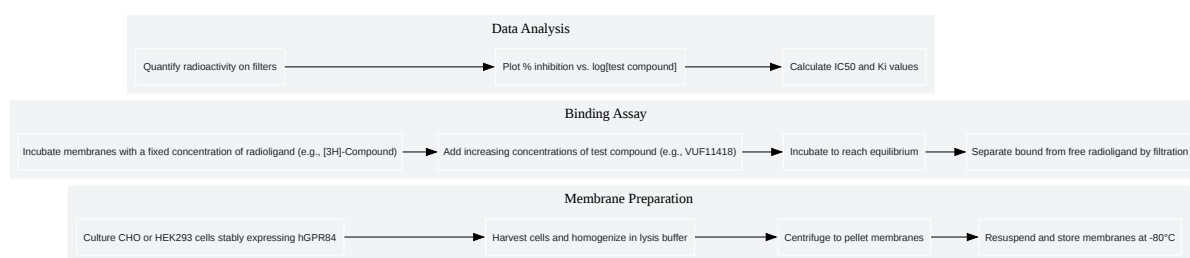 Data Analysis
Quantify radioactivity on filters
Plot % inhibition vs. log[test compound]
Calculate IC50 and Ki values
Binding Assay
Incubate membranes with a fixed concentration of radioligand (e.g., [3H]-Compound)
Add increasing concentrations of test compound (e.g., VUF11418)
Incubate to reach equilibrium
Separate bound from free radioligand by filtration
Membrane Preparation
Culture CHO or HEK293 cells stably expressing hGPR84
Harvest cells and homogenize in lysis buffer
Centrifuge to pellet membranes
Resuspend and store membranes at -80°C